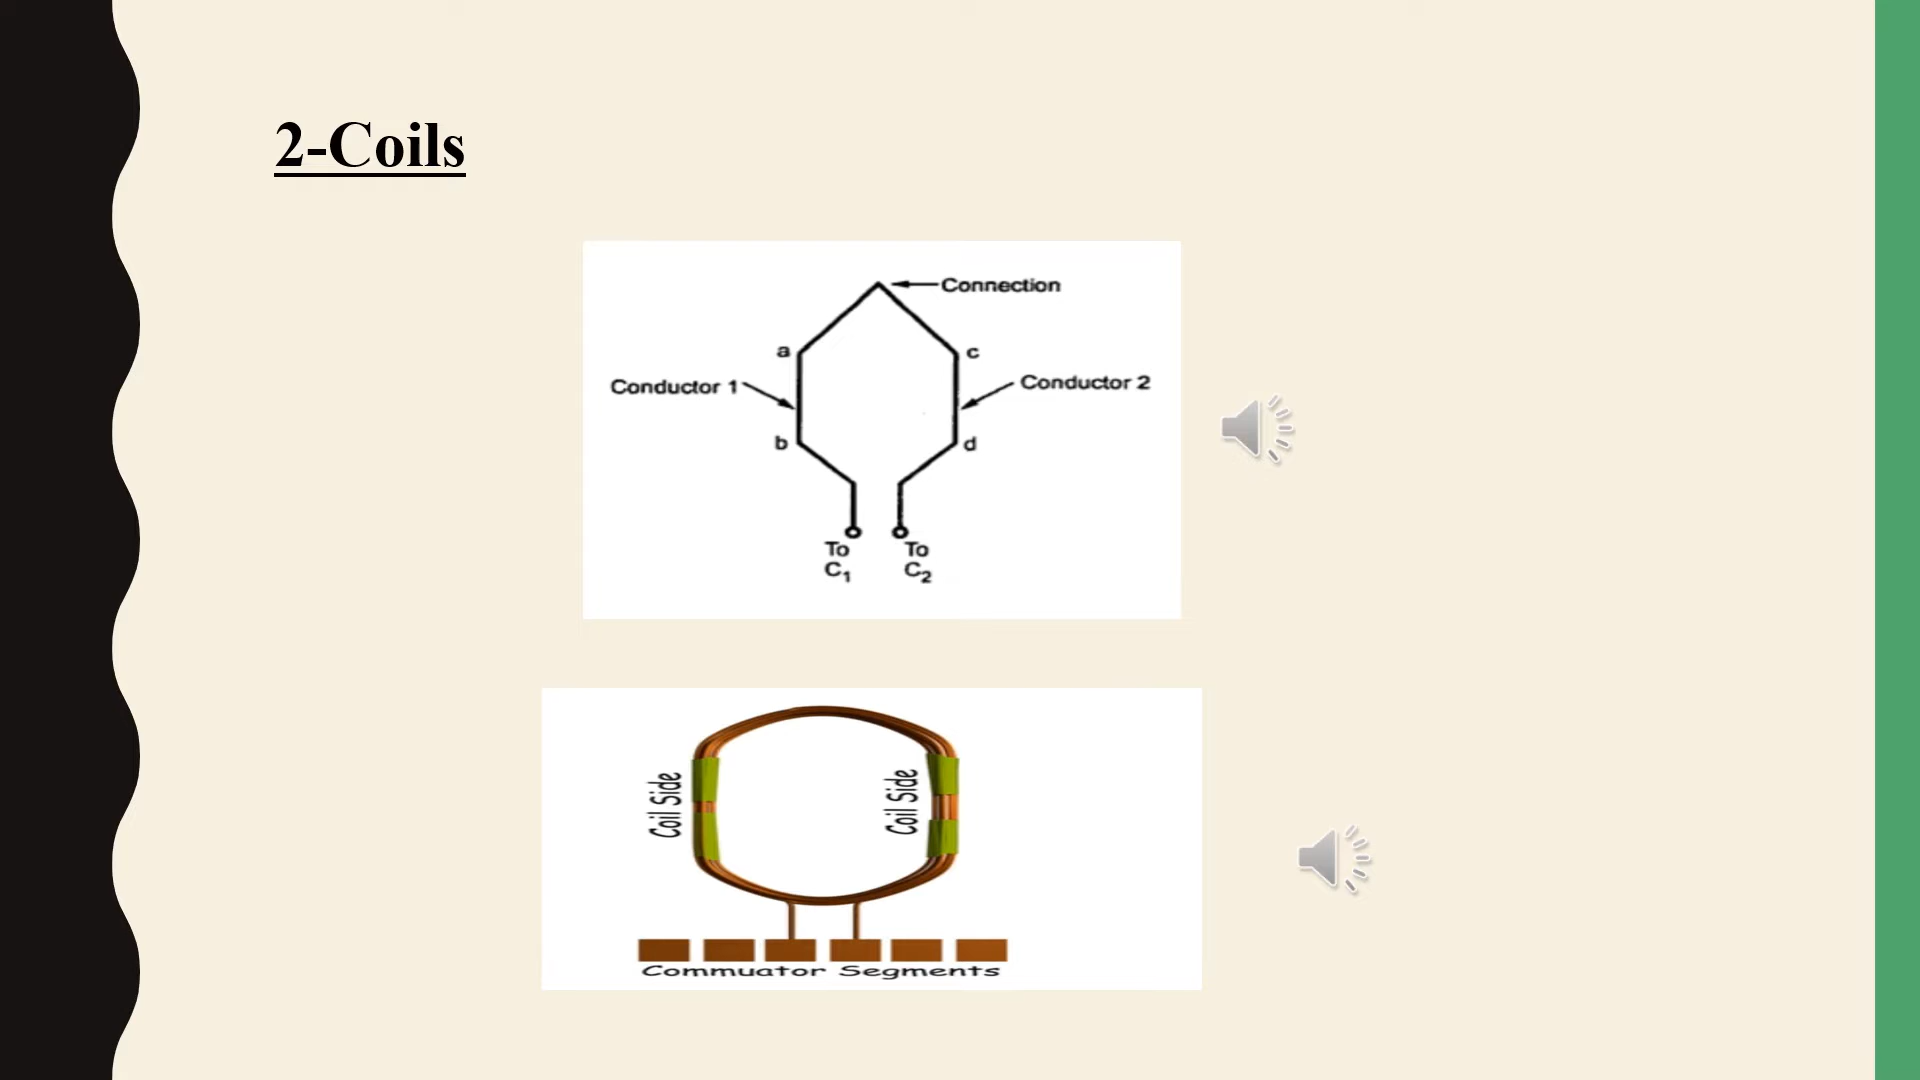 2-Coils
Connection
a
c
Conductor 1
Conductor 2
b
d
To
C1
To
C2
Coil Side
Coil Side
Commuator Segments